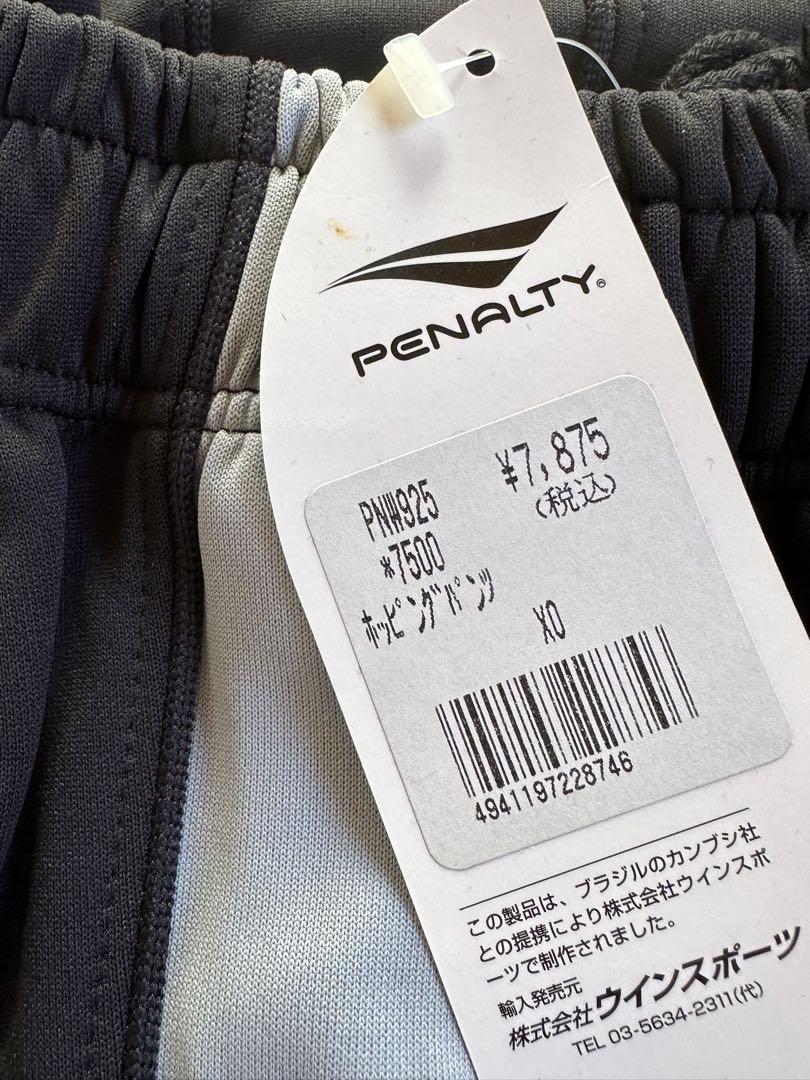 PENALTY®
¥7,875
(税込)
PNW925
*7500
ホッピングパンツ
XO
4941197228746
この製品は、ブラジルのカンブシ社
との提携により株式会社ウインスポ
ーツで制作されました。
輸入発売元
株式会社ウインスポーツ
TEL 03-5634-2311(代)